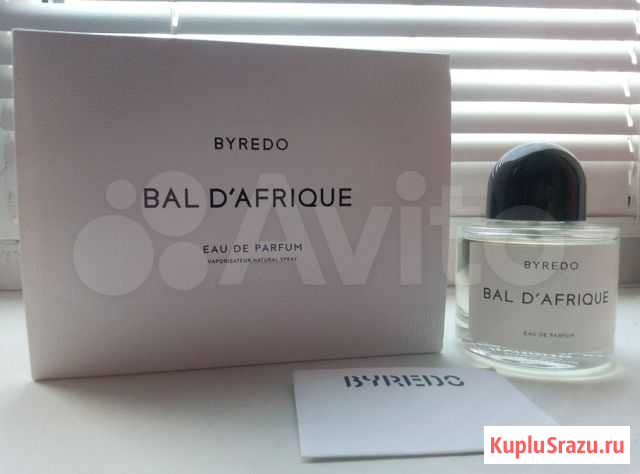 BYREDO
BAL D'AFRIQUE
EAU DE PARFUM
VAPORISATEUR NATURAL SPRAY
Avito
BYREDO
BAL D'AFRIQUE
EAU DE PARFUM
BYREDO
KupluSrazu.ru